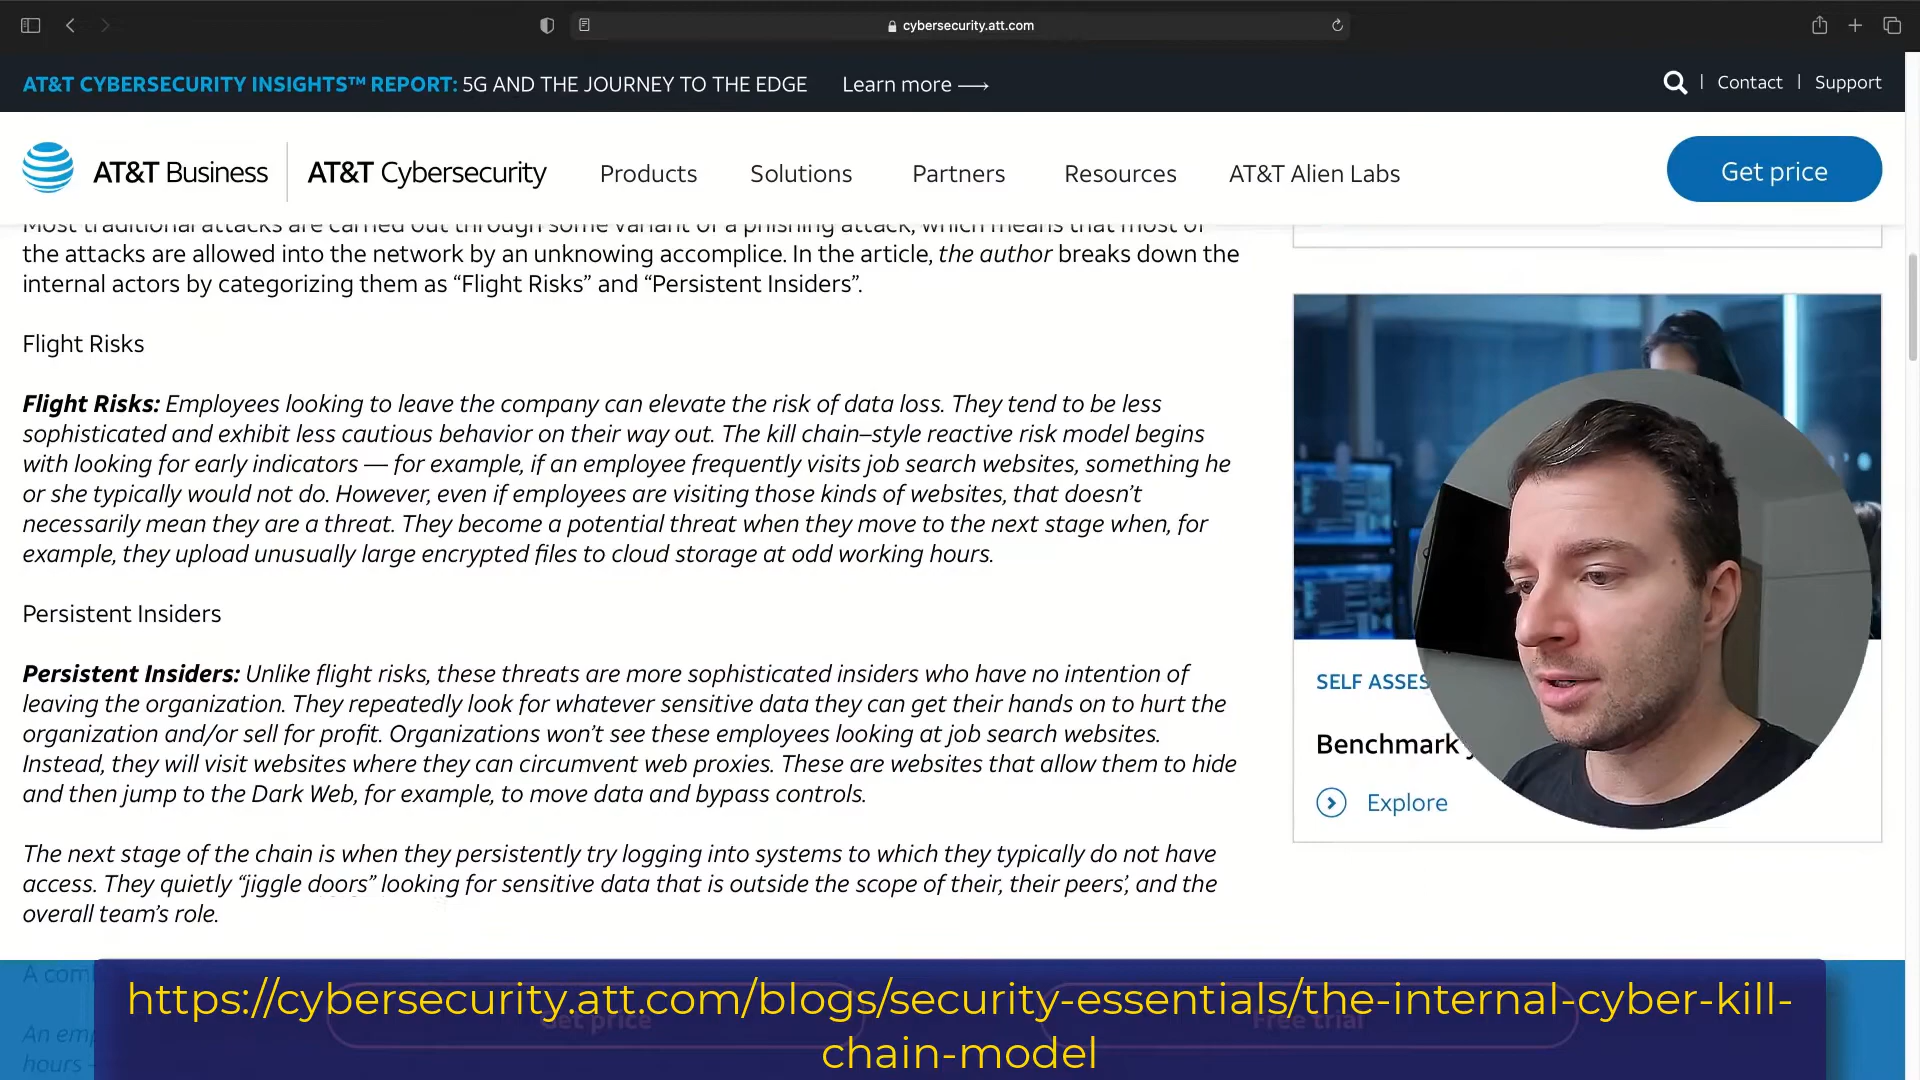 cybersecurity.att.com
AT&T CYBERSECURITY INSIGHTS™ REPORT: 5G AND THE JOURNEY TO THE EDGE Learn more
Contact | Support
AT&T Business | AT&T Cybersecurity Products Solutions Partners Resources AT&T Alien Labs Get price
Most traditional attacks are carried out through some variant of a phishing attack, which means that most of
the attacks are allowed into the network by an unknowing accomplice. In the article, the author breaks down the
internal actors by categorizing them as “Flight Risks” and “Persistent Insiders”.
Flight Risks
Flight Risks: Employees looking to leave the company can elevate the risk of data loss. They tend to be less
sophisticated and exhibit less cautious behavior on their way out. The kill chain–style reactive risk model begins
with looking for early indicators — for example, if an employee frequently visits job search websites, something he
or she typically would not do. However, even if employees are visiting those kinds of websites, that doesn’t
necessarily mean they are a threat. They become a potential threat when they move to the next stage when, for
example, they upload unusually large encrypted files to cloud storage at odd working hours.
Persistent Insiders
Persistent Insiders: Unlike flight risks, these threats are more sophisticated insiders who have no intention of
leaving the organization. They repeatedly look for whatever sensitive data they can get their hands on to hurt the
organization and/or sell for profit. Organizations won’t see these employees looking at job search websites.
Instead, they will visit websites where they can circumvent web proxies. These are websites that allow them to hide
and then jump to the Dark Web, for example, to move data and bypass controls.
The next stage of the chain is when they persistently try logging into systems to which they typically do not have
access. They quietly “jiggle doors” looking for sensitive data that is outside the scope of their, their peers’, and the
overall team’s role.
SELF ASSES
Benchmark
Explore
A com
An emp
hours
Get price
Free trial
https://cybersecurity.att.com/blogs/security-essentials/the-internal-cyber-kill-
chain-model